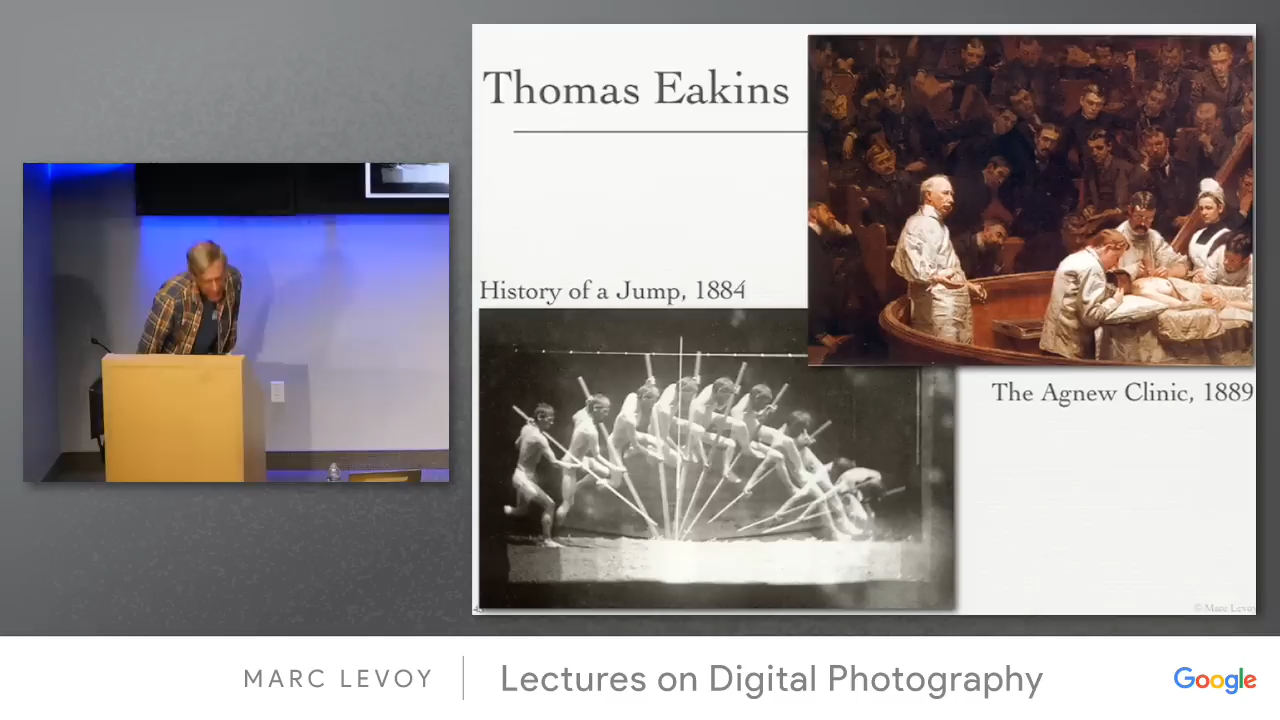 Thomas Eakins
History of a Jump, 1884
The Agnew Clinic, 1889
© Marc Levoy
MARC LEVOY
Lectures on Digital Photography
Google